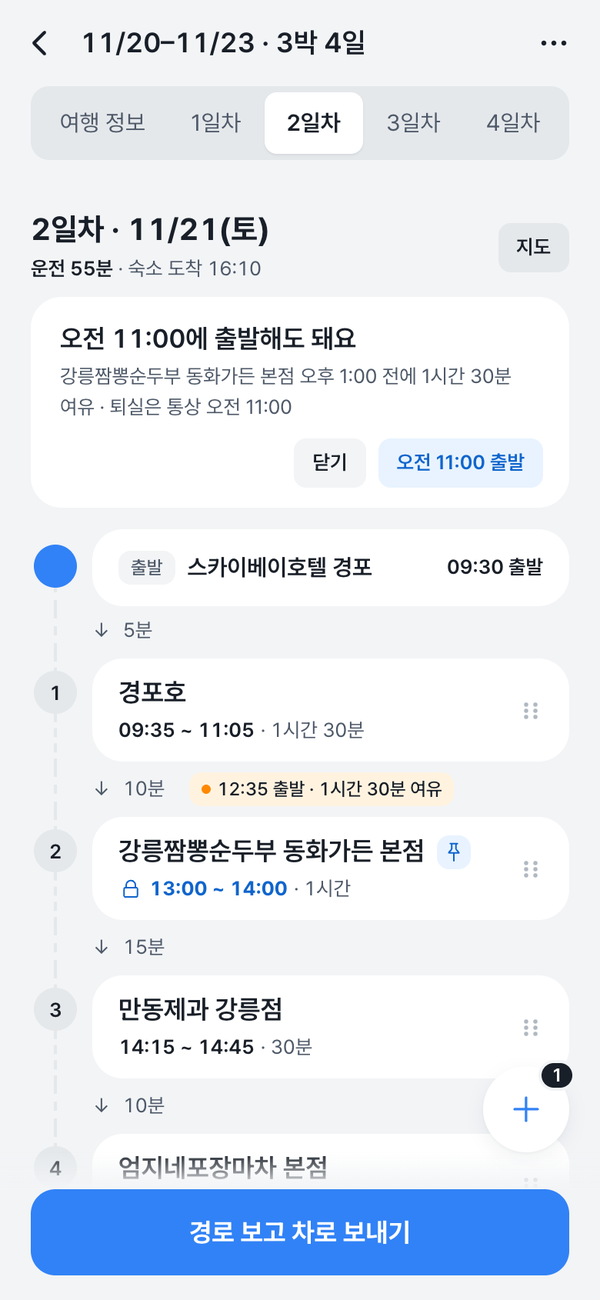 11/20–11/23 · 3박 4일
여행 정보 1일차 2일차 3일차 4일차
2일차 · 11/21(토)
운전 55분 · 숙소 도착 16:10
지도
오전 11:00에 출발해도 돼요
강릉짬뽕순두부 동화가든 본점 오후 1:00 전에 1시간 30분
여유 · 퇴실은 통상 오전 11:00
닫기 오전 11:00 출발
출발 스카이베이호텔 경포 09:30 출발
↓ 5분
1 경포호
09:35 ~ 11:05 · 1시간 30분
↓ 10분 12:35 출발 · 1시간 30분 여유
2 강릉짬뽕순두부 동화가든 본점
13:00 ~ 14:00 · 1시간
↓ 15분
3 만동제과 강릉점
14:15 ~ 14:45 · 30분
1
↓ 10분
4 엄지네포장마차 본점
경로 보고 차로 보내기